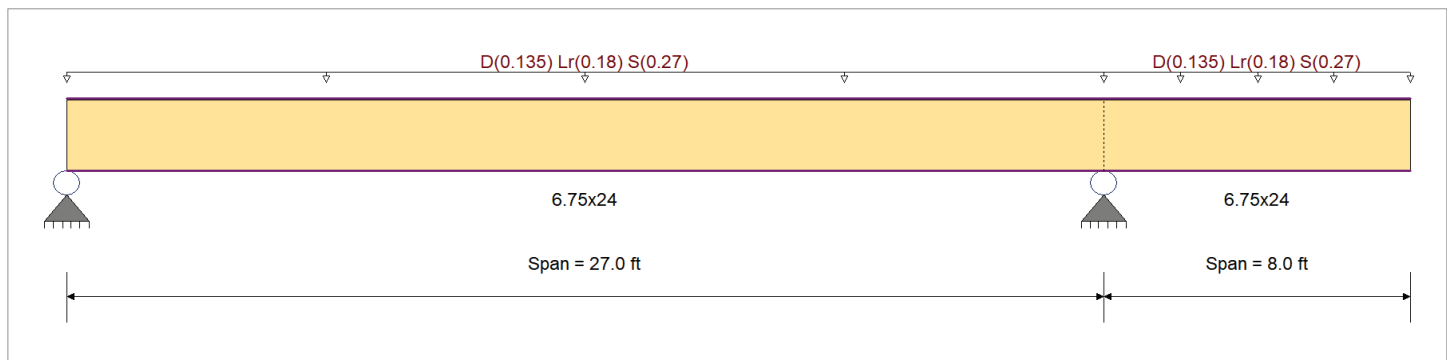 D(0.135) Lr(0.18) S(0.27) D(0.135) Lr(0.18) S(0.27)
6.75x24 6.75x24
Span = 27.0 ft Span = 8.0 ft